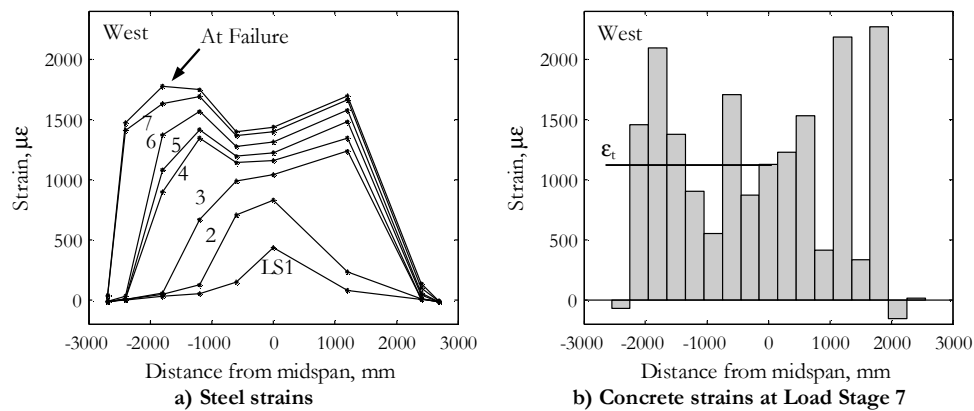 West
At Failure
7
6
5
4
3
2
LS1
Strain, με
2000
1500
1000
500
0
-3000 -2000 -1000 0 1000 2000 3000
Distance from midspan, mm
a) Steel strains
West
εt
Strain, με
2000
1500
1000
500
0
-3000 -2000 -1000 0 1000 2000 3000
Distance from midspan, mm
b) Concrete strains at Load Stage 7